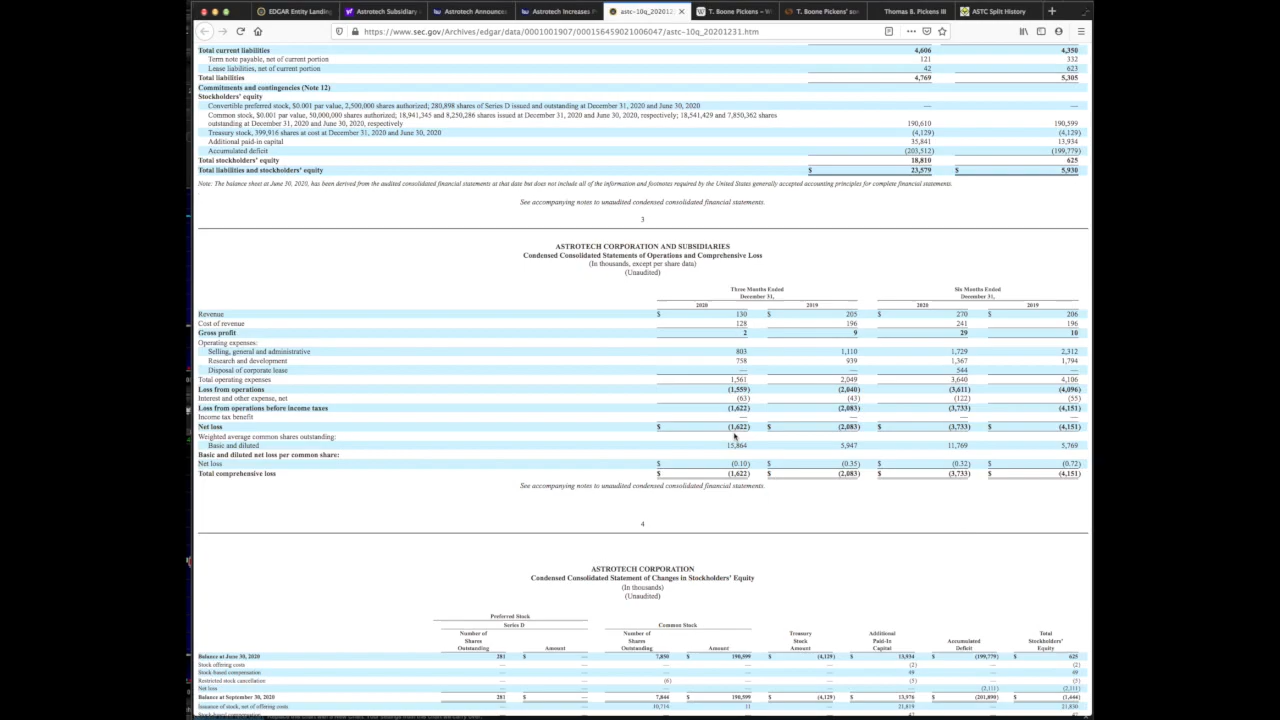 EDGAR Entity Landin
Astrotech Subsidiary
Astrotech Announce
Astrotech Increases P
astc-10q_2020123
T. Boone Pickens – W
T. Boone Pickens' so
Thomas B. Pickens III
ASTC Split History
https://www.sec.gov/Archives/edgar/data/0001001907/000156459021006047/astc-10q_20201231.htm
Total current liabilities 4,606 4,350
Term note payable, net of current portion 121 332
Lease liabilities, net of current portion 42 623
Total liabilities 4,769 5,305
Commitments and contingencies (Note 12)
Stockholders' equity
Convertible preferred stock, $0.001 par value, 2,500,000 shares authorized; 280,898 shares of Series D issued and outstanding at December 31, 2020 and June 30, 2020 — —
Common stock, $0.001 par value, 50,000,000 shares authorized; 18,941,345 and 8,250,286 shares issued at December 31, 2020 and June 30, 2020, respectively; 18,541,429 and 7,850,362 shares
outstanding at December 31, 2020 and June 30, 2020, respectively 190,610 190,599
Treasury stock, 399,916 shares at cost at December 31, 2020 and June 30, 2020 (4,129) (4,129)
Additional paid-in capital 35,841 13,934
Accumulated deficit (203,512) (199,779)
Total stockholders' equity 18,810 625
Total liabilities and stockholders' equity $ 23,579 $ 5,930
Note: The balance sheet at June 30, 2020, has been derived from the audited consolidated financial statements at that date but does not include all of the information and footnotes required by the United States generally accepted accounting principles for complete financial statements.
See accompanying notes to unaudited condensed consolidated financial statements.
3
ASTROTECH CORPORATION AND SUBSIDIARIES
Condensed Consolidated Statements of Operations and Comprehensive Loss
(In thousands, except per share data)
(Unaudited)
Three Months Ended Six Months Ended
December 31, December 31,
2020 2019 2020 2019
Revenue $ 130 $ 205 $ 270 $ 206
Cost of revenue 128 196 241 196
Gross profit 2 9 29 10
Operating expenses:
Selling, general and administrative 803 1,110 1,729 2,312
Research and development 758 939 1,367 1,794
Disposal of corporate lease — — 544 —
Total operating expenses 1,561 2,049 3,640 4,106
Loss from operations (1,559) (2,040) (3,611) (4,096)
Interest and other expense, net (63) (43) (122) (55)
Loss from operations before income taxes (1,622) (2,083) (3,733) (4,151)
Income tax benefit — — — —
Net loss $ (1,622) $ (2,083) $ (3,733) $ (4,151)
Weighted average common shares outstanding:
Basic and diluted 15,864 5,947 11,769 5,769
Basic and diluted net loss per common share:
Net loss $ (0.10) $ (0.35) $ (0.32) $ (0.72)
Total comprehensive loss $ (1,622) $ (2,083) $ (3,733) $ (4,151)
See accompanying notes to unaudited condensed consolidated financial statements.
4
ASTROTECH CORPORATION
Condensed Consolidated Statement of Changes in Stockholders' Equity
(In thousands)
(Unaudited)
Preferred Stock
Series D Common Stock
Number of Shares Outstanding Amount Number of Shares Outstanding Amount Treasury Stock Amount Additional Paid-In Capital Accumulated Deficit Total Stockholders' Equity
Balance at June 30, 2020 281 $ — 7,850 $ 190,599 $ (4,129) $ 13,934 $ (199,779) $ 625
Stock offering costs — — — — — (2) — (2)
Stock-based compensation — — — — — 49 — 49
Restricted stock cancellation — — (6) — — (5) — (5)
Net loss — — — — — — (2,111) (2,111)
Balance at September 30, 2020 281 $ — 7,844 $ 190,599 $ (4,129) $ 13,976 $ (201,890) $ (1,444)
Issuance of stock, net of offering costs — — 10,716 11 — 21,819 — 21,830